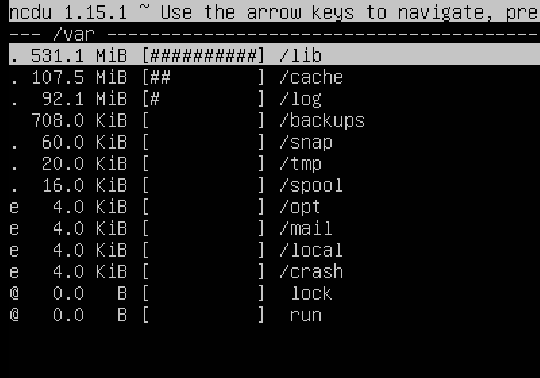 ncdu 1.15.1 ~ Use the arrow keys to navigate, pre
--- /var -----------------------------------------
. 531.1 MiB [##########] /lib
. 107.5 MiB [##        ] /cache
.  92.1 MiB [#         ] /log
  708.0 KiB [          ] /backups
.  60.0 KiB [          ] /snap
.  20.0 KiB [          ] /tmp
.  16.0 KiB [          ] /spool
e   4.0 KiB [          ] /opt
e   4.0 KiB [          ] /mail
e   4.0 KiB [          ] /local
e   4.0 KiB [          ] /crash
@   0.0   B [          ]  lock
@   0.0   B [          ]  run